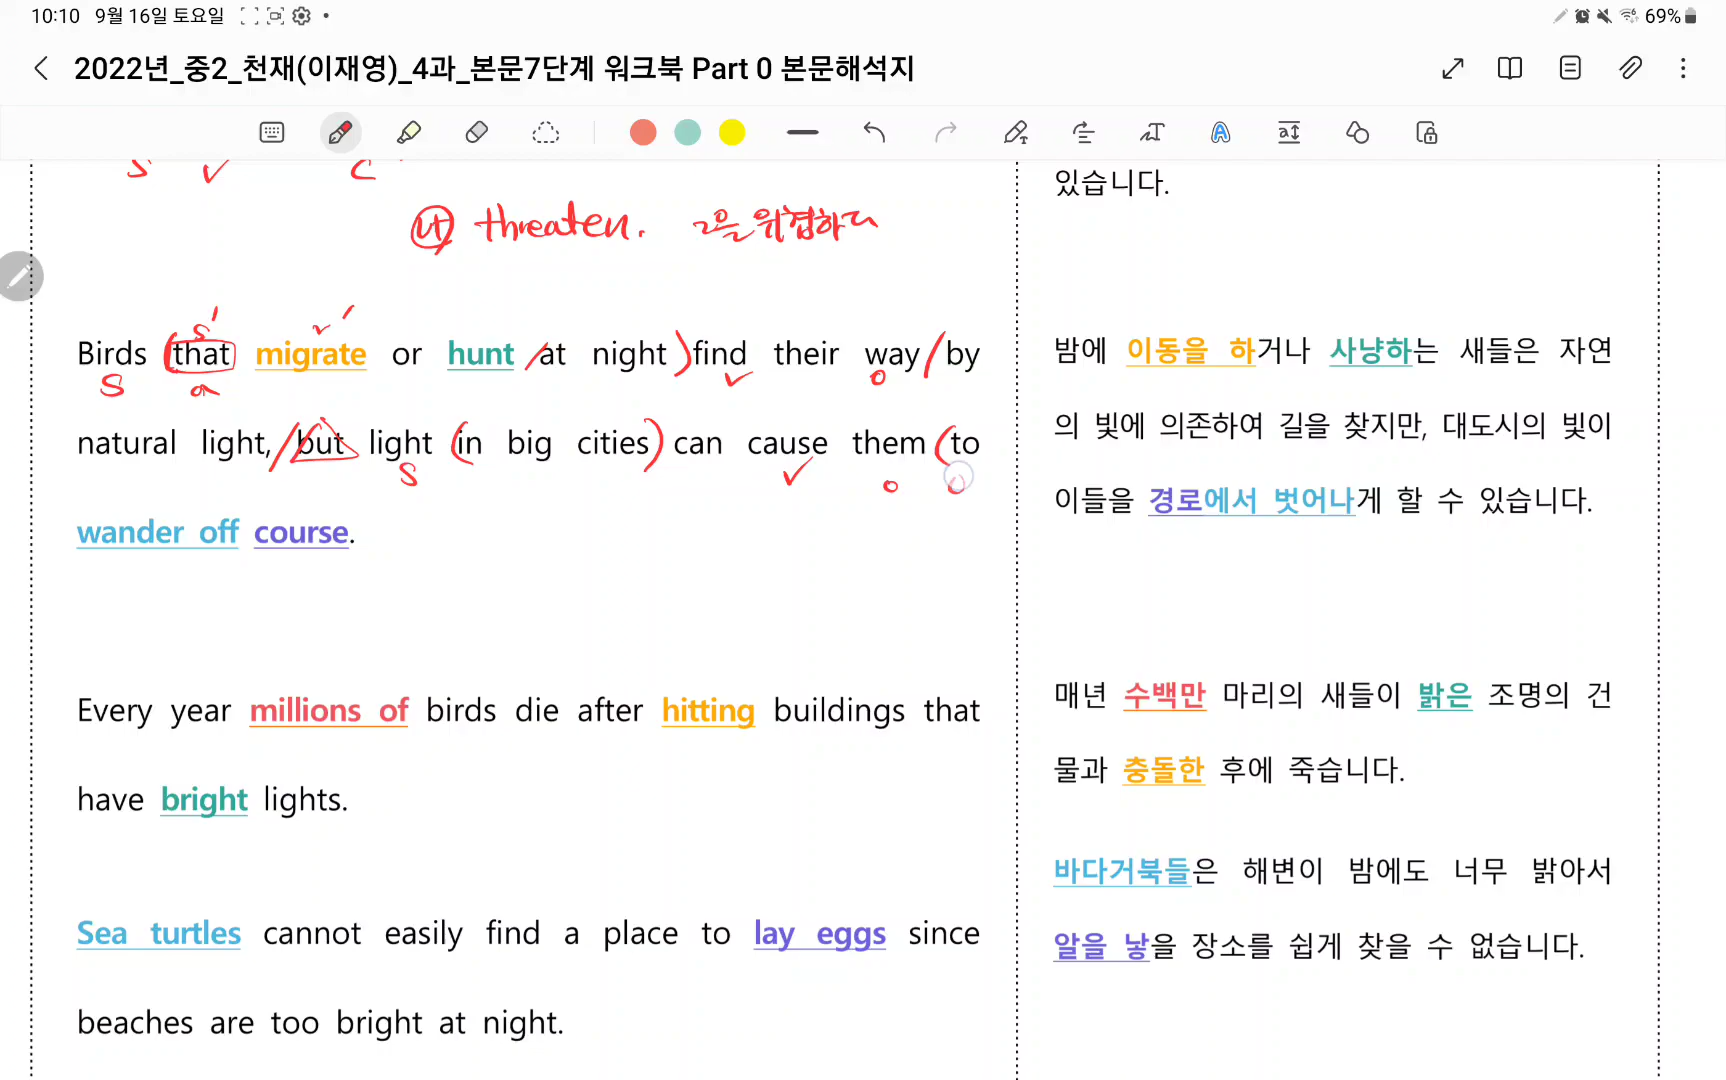 10:10 9월 16일 토요일
69%
2022년_중2_천재(이재영)_4과_본문7단계 워크북 Part 0 본문해석지
S V C
threaten. ~을 위협하다
있습니다.
S' v'
Birds that migrate or hunt at night find their way by
S V O
natural light, but light in big cities can cause them to
S V O O
wander off course.
밤에 이동을 하거나 사냥하는 새들은 자연
의 빛에 의존하여 길을 찾지만, 대도시의 빛이
이들을 경로에서 벗어나게 할 수 있습니다.
Every year millions of birds die after hitting buildings that
have bright lights.
매년 수백만 마리의 새들이 밝은 조명의 건
물과 충돌한 후에 죽습니다.
Sea turtles cannot easily find a place to lay eggs since
beaches are too bright at night.
바다거북들은 해변이 밤에도 너무 밝아서
알을 낳을 장소를 쉽게 찾을 수 없습니다.